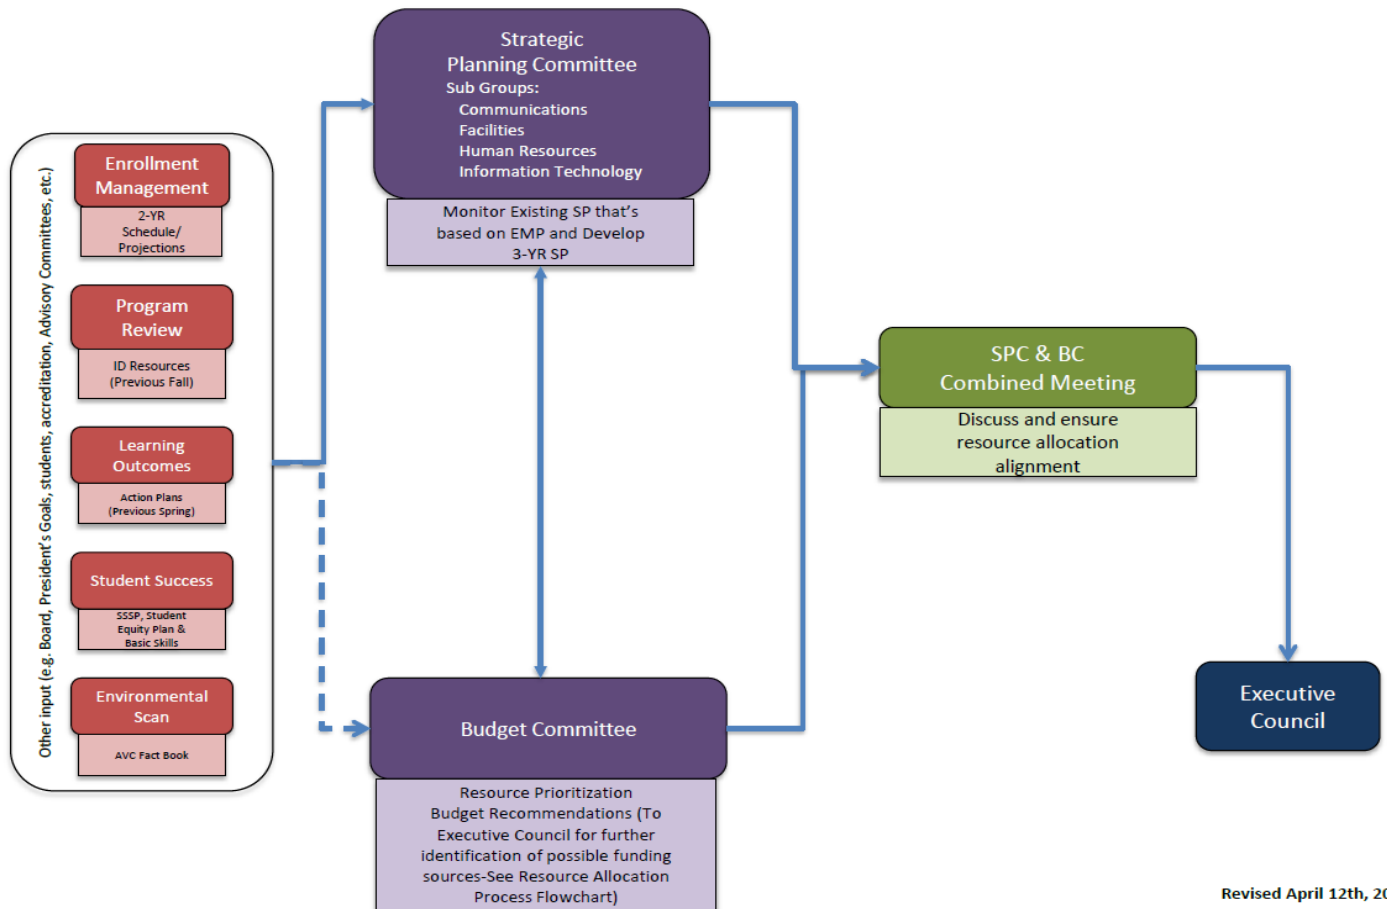 Other input (e.g. Board, President's Goals, students, accreditation, Advisory Committees, etc.)
Enrollment
Management
2-YR
Schedule/
Projections
Program
Review
ID Resources
(Previous Fall)
Learning
Outcomes
Action Plans
(Previous Spring)
Student Success
SSSP, Student
Equity Plan &
Basic Skills
Environmental
Scan
AVC Fact Book
Strategic
Planning Committee
Sub Groups:
Communications
Facilities
Human Resources
Information Technology
Monitor Existing SP that's
based on EMP and Develop
3-YR SP
Budget Committee
Resource Prioritization
Budget Recommendations (To
Executive Council for further
identification of possible funding
sources-See Resource Allocation
Process Flowchart)
SPC & BC
Combined Meeting
Discuss and ensure
resource allocation
alignment
Executive
Council
Revised April 12th,